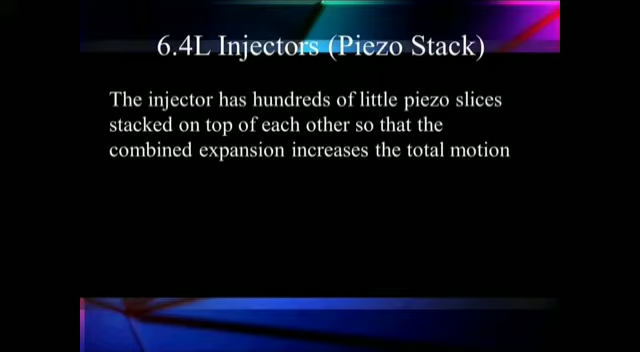 6.4L Injectors (Piezo Stack)
The injector has hundreds of little piezo slices
stacked on top of each other so that the
combined expansion increases the total motion